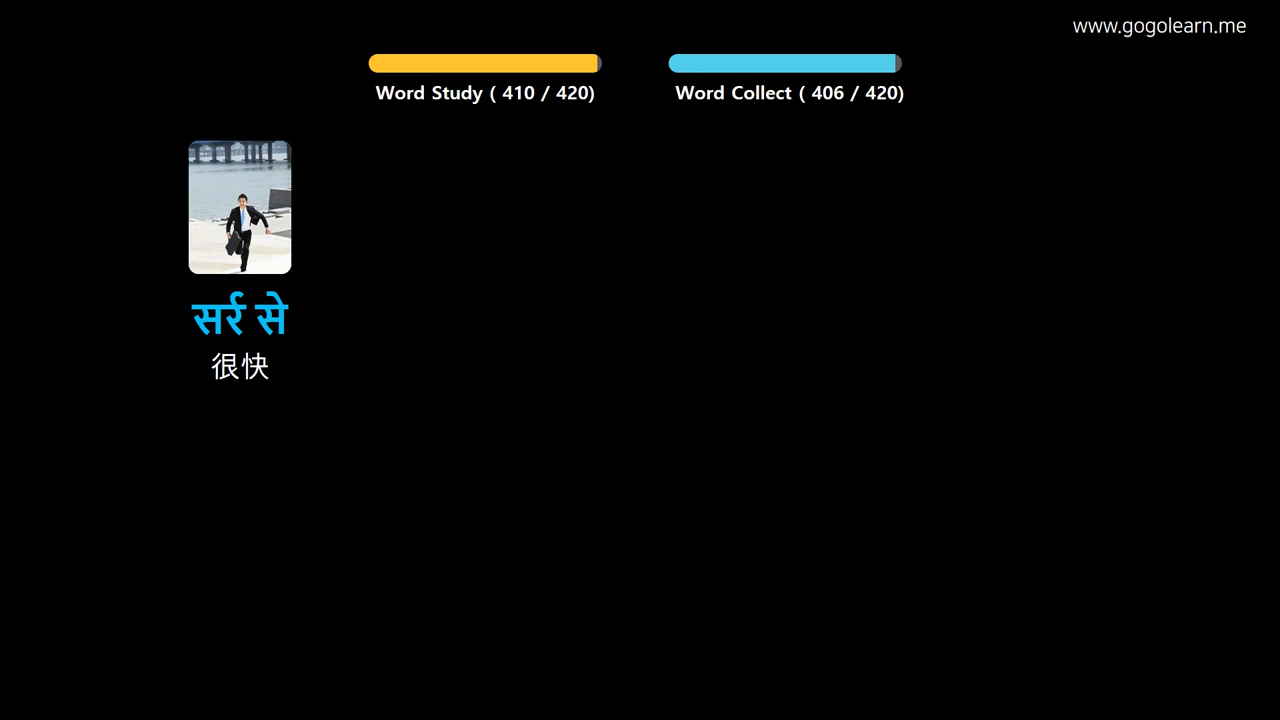 www.gogolearn.me
Word Study ( 410 / 420)
Word Collect ( 406 / 420)
सर्र से
很快